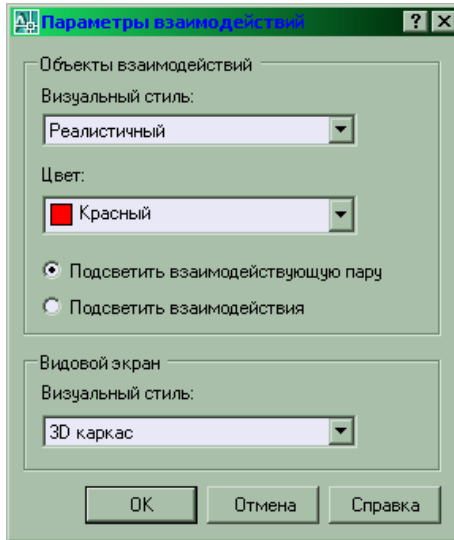 Параметры взаимодействий
Объекты взаимодействий
Визуальный стиль:
Реалистичный
Цвет:
Красный
Подсветить взаимодействующую пару
Подсветить взаимодействия
Видовой экран
Визуальный стиль:
3D каркас
OK Отмена Справка